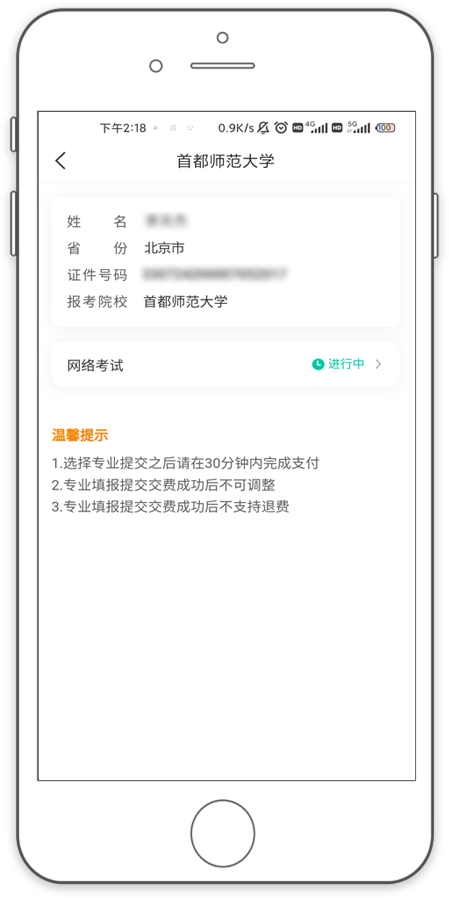 下午2:18
0.9K/s
HD
4G
HD
5G
100
首都师范大学
姓 名
省 份 北京市
证件号码
报考院校 首都师范大学
网络考试 进行中
温馨提示
1.选择专业提交之后请在30分钟内完成支付
2.专业填报提交交费成功后不可调整
3.专业填报提交交费成功后不支持退费